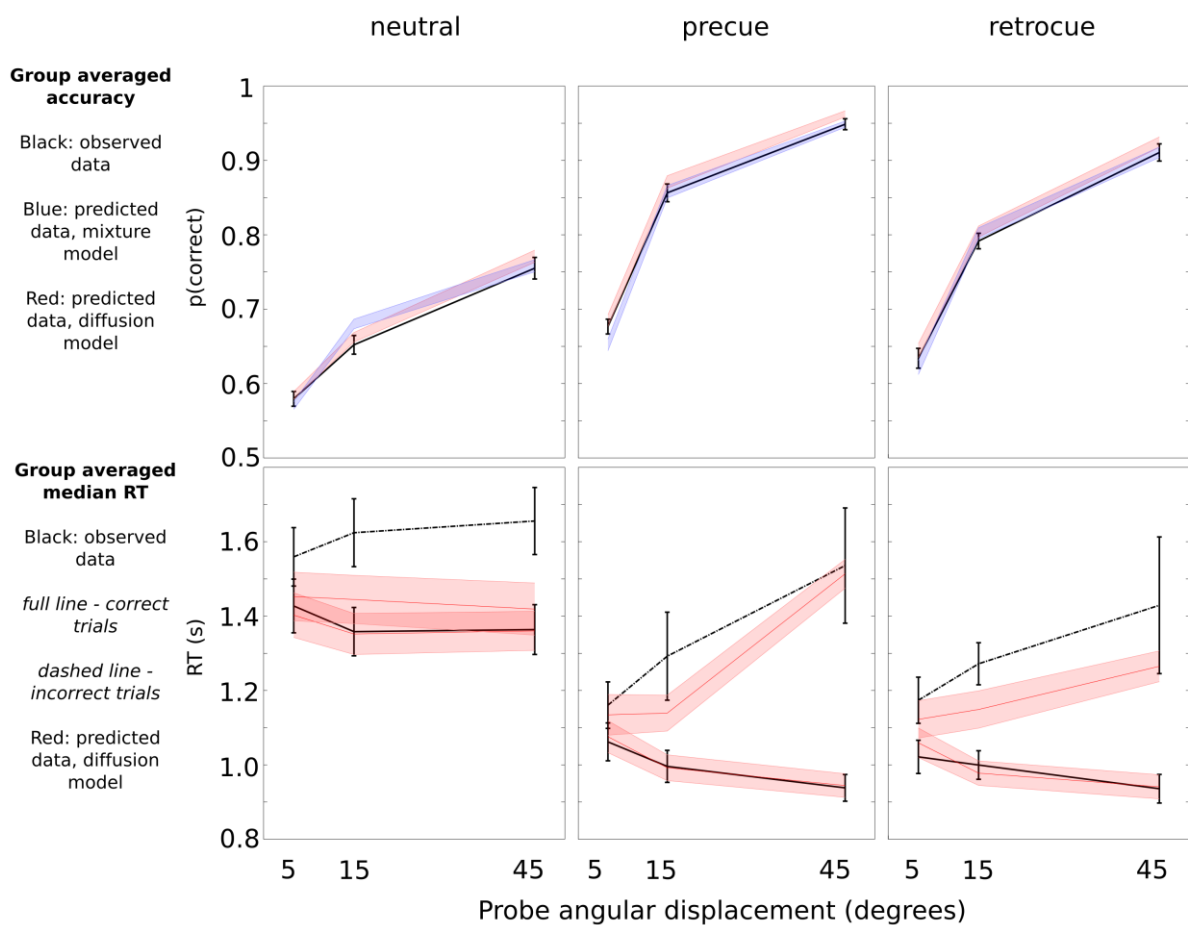 neutral
precue
retrocue
Group averaged
accuracy
Black: observed
data
Blue: predicted
data, mixture
model
Red: predicted
data, diffusion
model
p(correct)
1
0.9
0.8
0.7
0.6
0.5
Group averaged
median RT
Black: observed
data
full line - correct
trials
dashed line -
incorrect trials
Red: predicted
data, diffusion
model
RT (s)
1.6
1.4
1.2
1.0
0.8
5 15 45
5 15 45
5 15 45
Probe angular displacement (degrees)